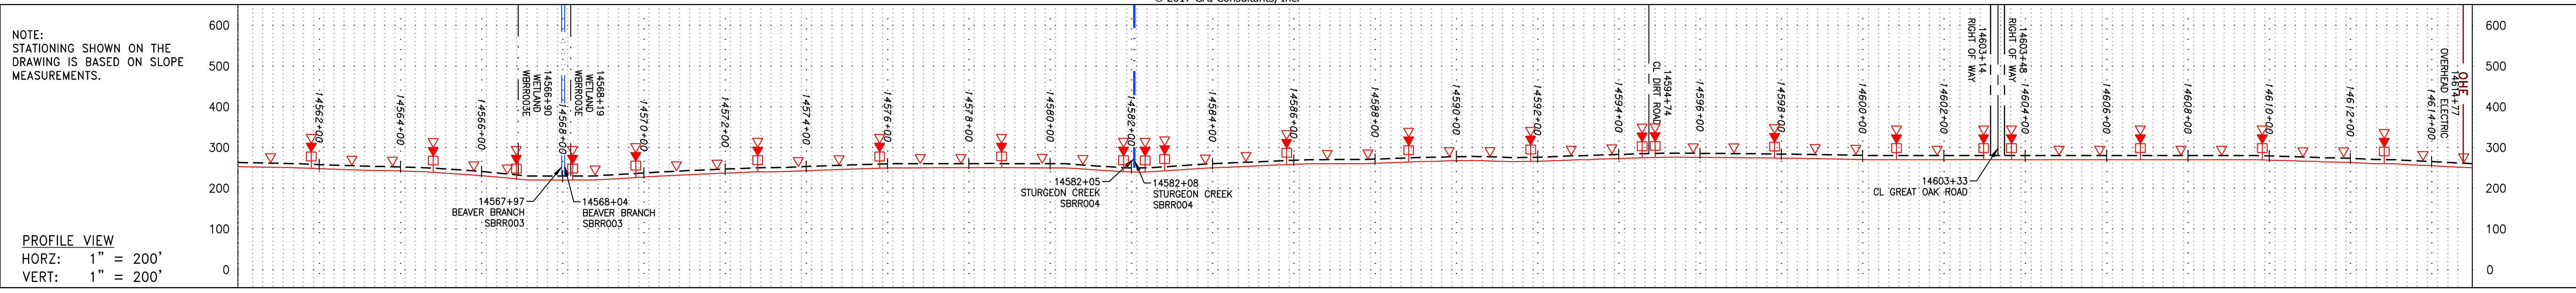 © 2017 GAI Consultants, Inc.
NOTE:
STATIONING SHOWN ON THE
DRAWING IS BASED ON SLOPE
MEASUREMENTS.
PROFILE VIEW
HORZ: 1" = 200'
VERT: 1" = 200'
600
500
400
300
200
100
0
14562+00
14564+00
14566+00
14566+90
WETLAND
WBRR003E
14568+00
14568+19
WETLAND
WBRR003E
14567+97
BEAVER BRANCH
SBRR003
14568+04
BEAVER BRANCH
SBRR003
14570+00
14572+00
14574+00
14576+00
14578+00
14580+00
14582+00
14582+05
STURGEON CREEK
SBRR004
14582+08
STURGEON CREEK
SBRR004
14584+00
14586+00
14588+00
14590+00
14592+00
14594+00
14594+74
CL DIRT ROAD
14596+00
14598+00
14600+00
14602+00
14603+14
RIGHT OF WAY
14603+48
RIGHT OF WAY
14603+33
CL GREAT OAK ROAD
14604+00
14606+00
14608+00
14610+00
14612+00
14614+00
14614+77
OVERHEAD ELECTRIC
OHE
600
500
400
300
200
100
0